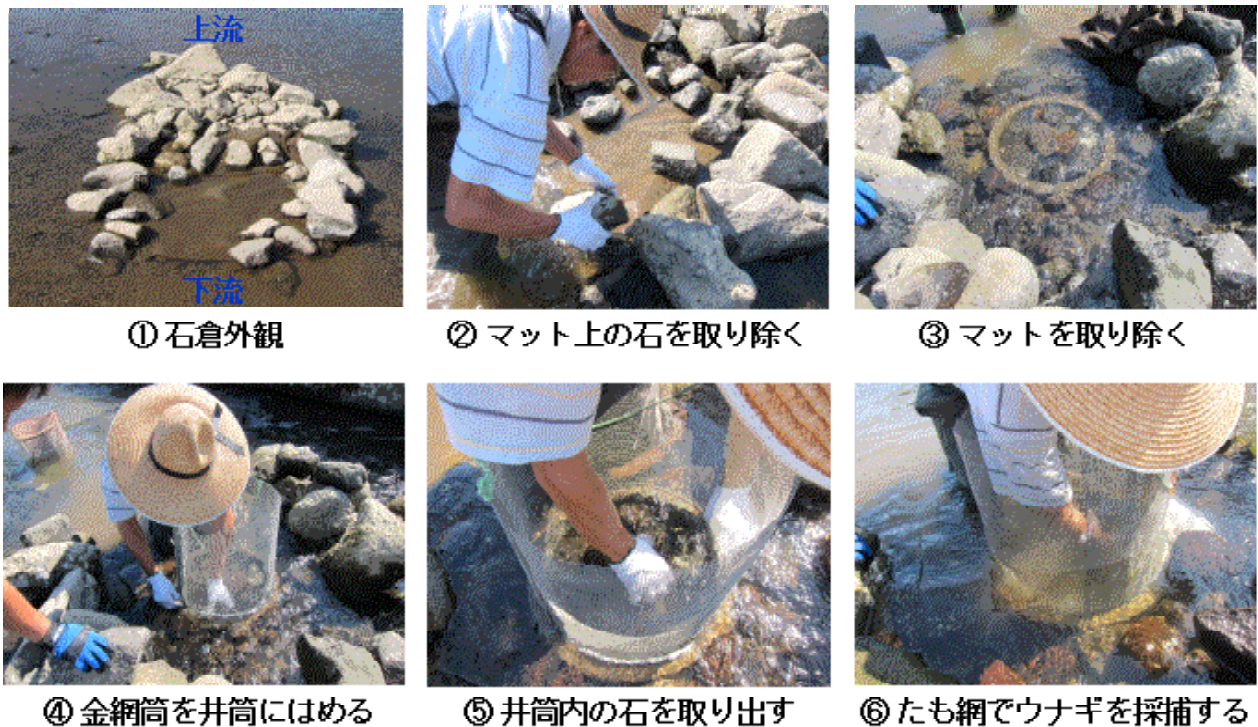 上流
下流
① 石倉外観
② マット上の石を取り除く
③ マットを取り除く
④ 金網筒を井筒にはめる
⑤ 井筒内の石を取り出す
⑥ たも網でウナギを採捕する